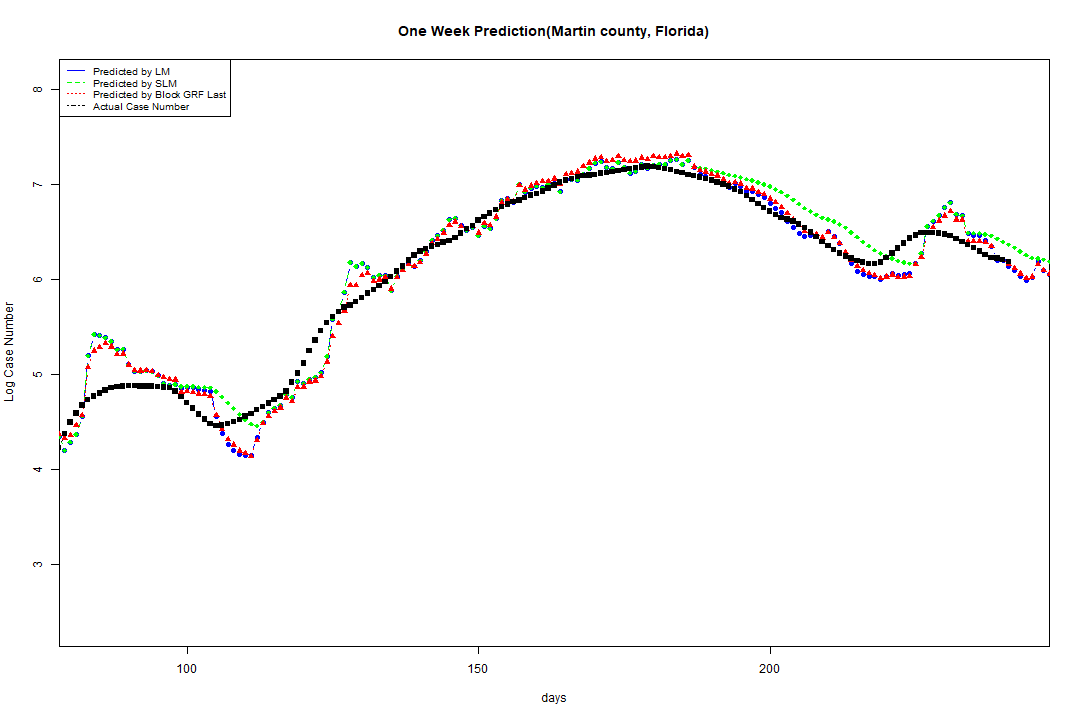 One Week Prediction(Martin county, Florida)
Predicted by LM
Predicted by SLM
Predicted by Block GRF Last
Actual Case Number
8
7
6
5
4
3
Log Case Number
100 150 200
days